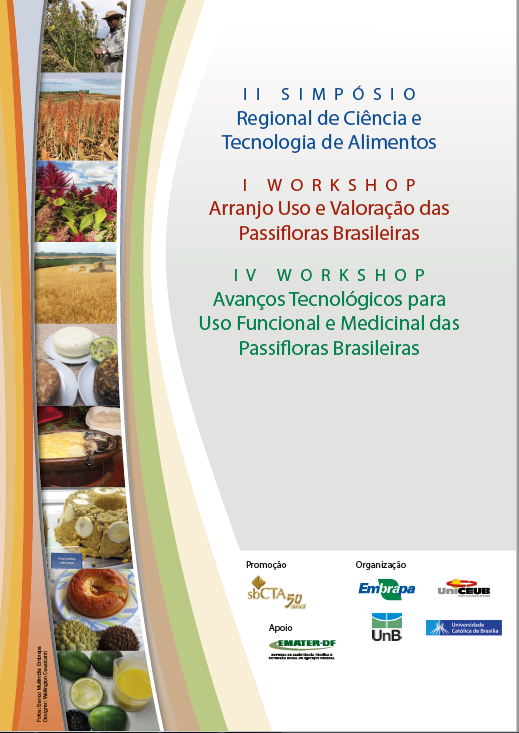 II SIMPÓSIO
Regional de Ciência e
Tecnologia de Alimentos
I WORKSHOP
Arranjo Uso e Valoração das
Passifloras Brasileiras
IV WORKSHOP
Avanços Tecnológicos para
Uso Funcional e Medicinal das
Passifloras Brasileiras
Promoção
sbCTA 50 anos
Apoio
EMATER-DF
Organização
Embrapa
UniCEUB
UnB
Universidade
Católica de Brasília
Fotos: Banco Multimídia Embrapa
Designer: Wellington Cavalcanti